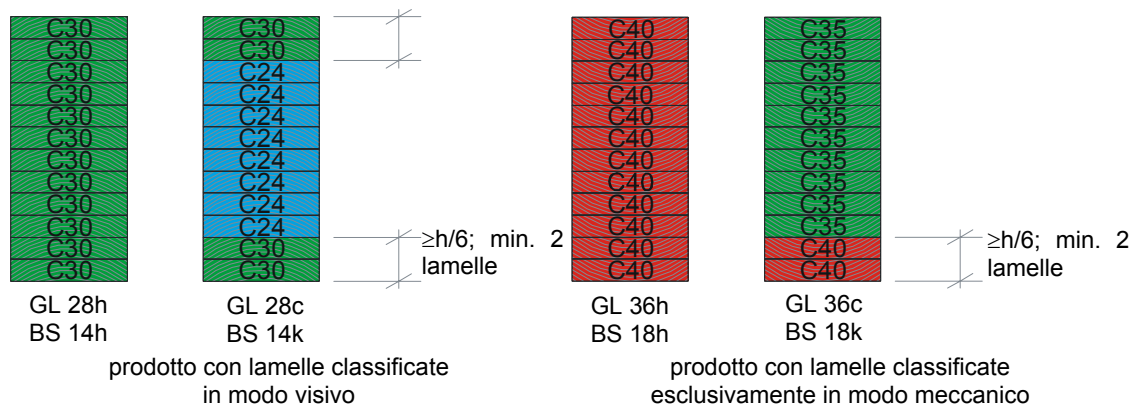 C30
C30
C30
C30
C30
C30
C30
C30
C30
C30
C30
C30
GL 28h
BS 14h
C30
C30
C24
C24
C24
C24
C24
C24
C24
C24
C30
C30
≥h/6; min. 2
lamelle
GL 28c
BS 14k
prodotto con lamelle classificate
in modo visivo
C40
C40
C40
C40
C40
C40
C40
C40
C40
C40
C40
C40
GL 36h
BS 18h
C35
C35
C35
C35
C35
C35
C35
C35
C35
C35
C40
C40
≥h/6; min. 2
lamelle
GL 36c
BS 18k
prodotto con lamelle classificate
esclusivamente in modo meccanico